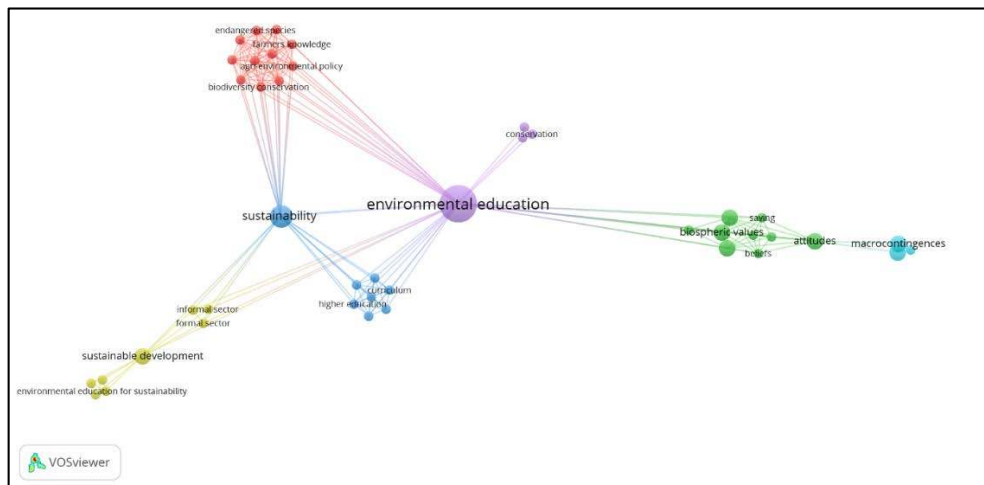 endangered species
farmers knowledge
agri-environmental policy
biodiversity conservation
conservation
environmental education
sustainability
saving
biospheric values
attitudes
beliefs
macrocontingences
curriculum
higher education
informal sector
formal sector
sustainable development
environmental education for sustainability
VOSviewer